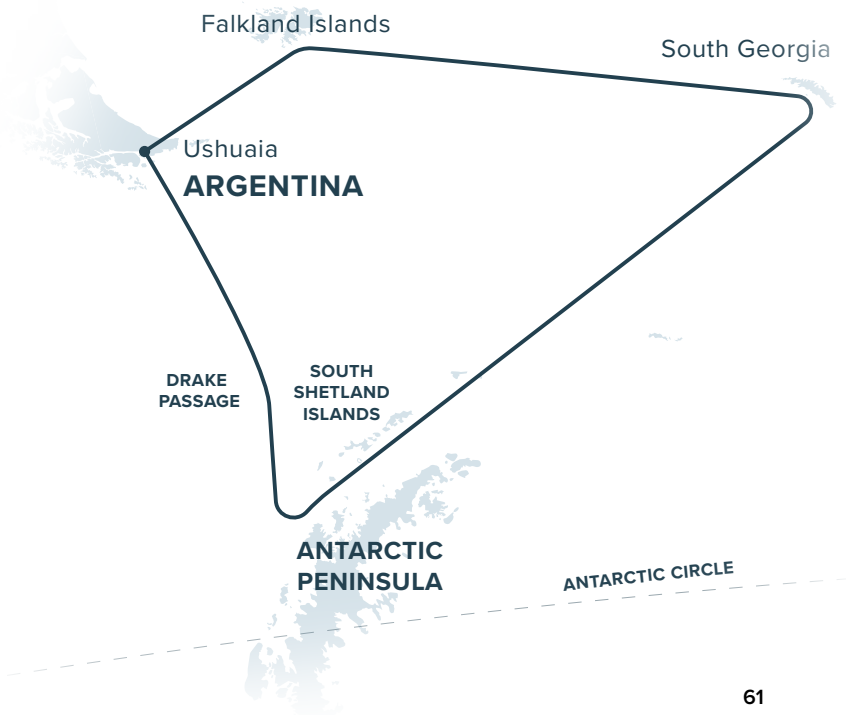 Falkland Islands
South Georgia
Ushuaia
ARGENTINA
DRAKE
PASSAGE
SOUTH
SHETLAND
ISLANDS
ANTARCTIC
PENINSULA
ANTARCTIC CIRCLE
61